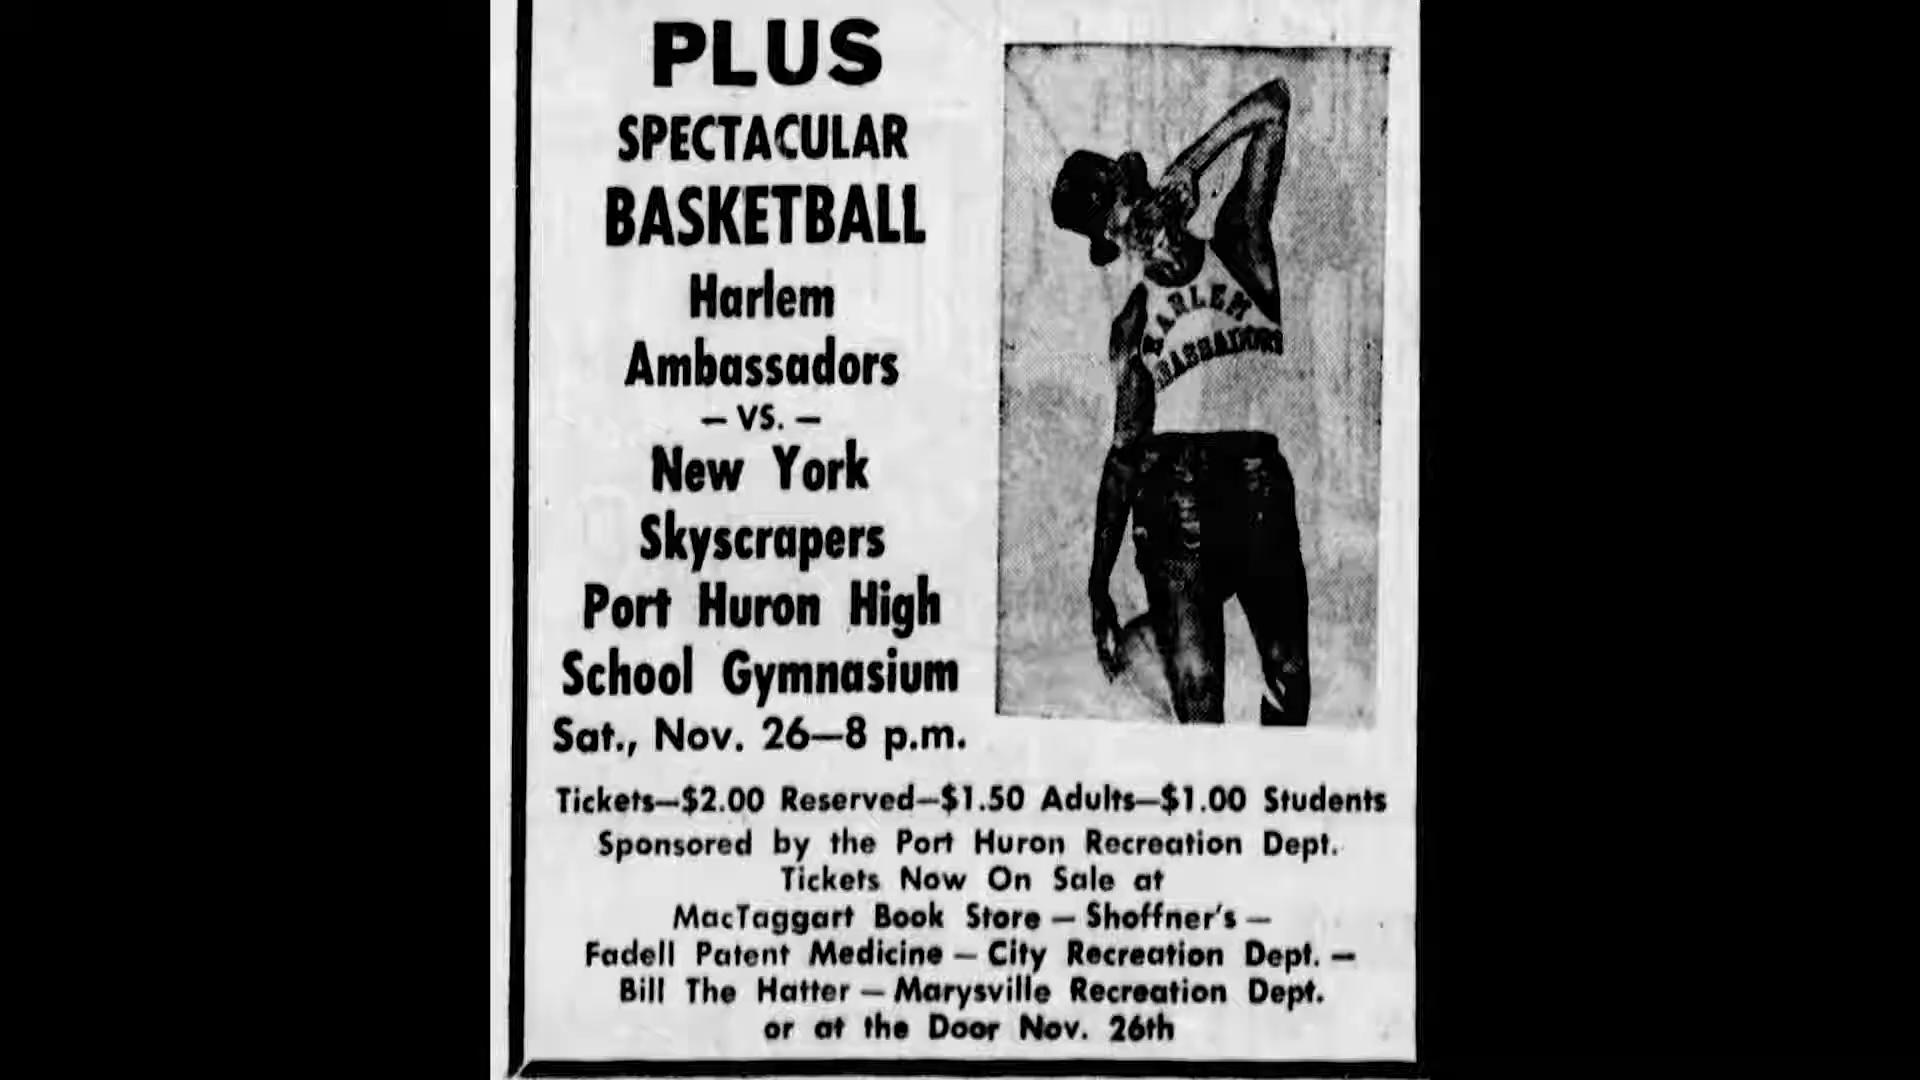 PLUS
SPECTACULAR
BASKETBALL
Harlem
Ambassadors
— VS. —
New York
Skyscrapers
Port Huron High
School Gymnasium
Sat., Nov. 26—8 p.m.
HARLEM
AMBASSADORS
Tickets—$2.00 Reserved—$1.50 Adults—$1.00 Students
Sponsored by the Port Huron Recreation Dept.
Tickets Now On Sale at
MacTaggart Book Store — Shoffner's —
Fadell Patent Medicine — City Recreation Dept. —
Bill The Hatter — Marysville Recreation Dept.
or at the Door Nov. 26th